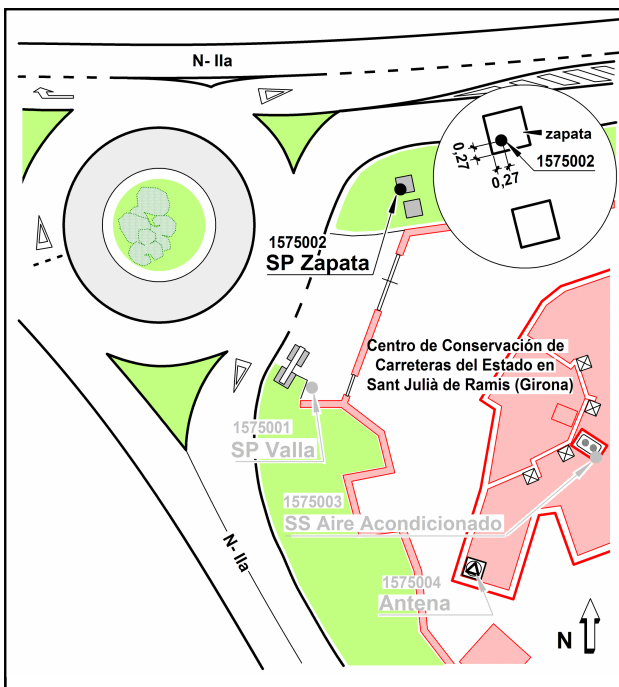 N- IIa
zapata
1575002
0,27
0,27
1575002
SP Zapata
Centro de Conservación de
Carreteras del Estado en
Sant Julià de Ramis (Girona)
1575001
SP Valla
1575003
SS Aire Acondicionado
N- IIa
1575004
Antena
N